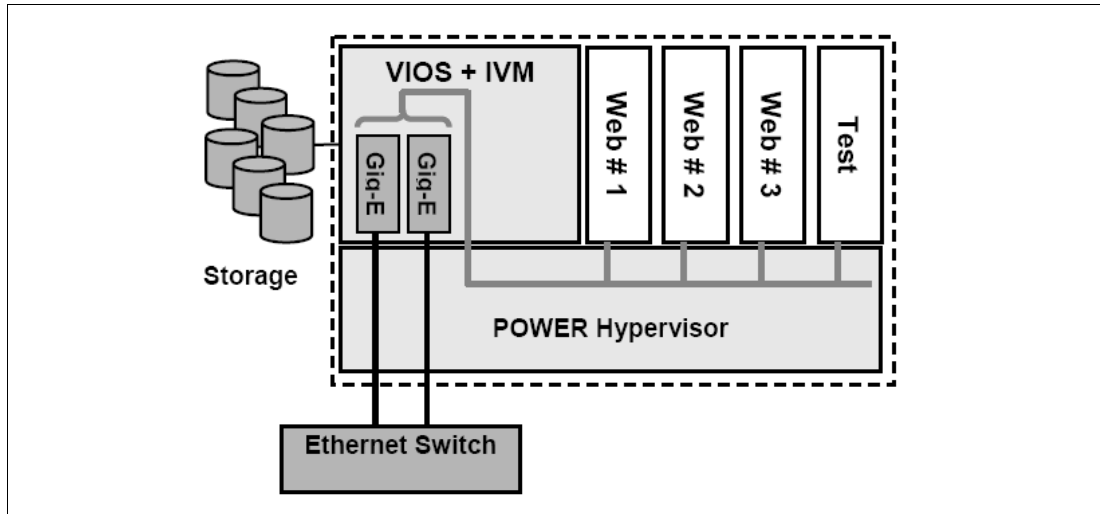 VIOS + IVM
Gig-E
Gig-E
Web # 1
Web # 2
Web # 3
Test
Storage
POWER Hypervisor
Ethernet Switch